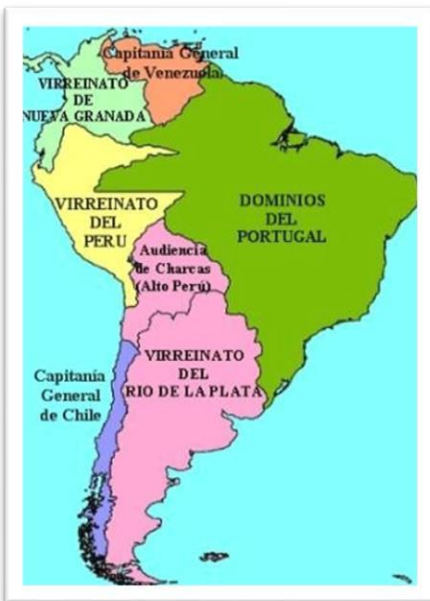 Capitanía General
de Venezuela
VIRREINATO
DE
NUEVA GRANADA
VIRREINATO
DEL
PERU
DOMINIOS
DEL
PORTUGAL
Audiencia
de Charcas
(Alto Perú)
VIRREINATO
DEL
RIO DE LA PLATA
Capitanía
General
de Chile